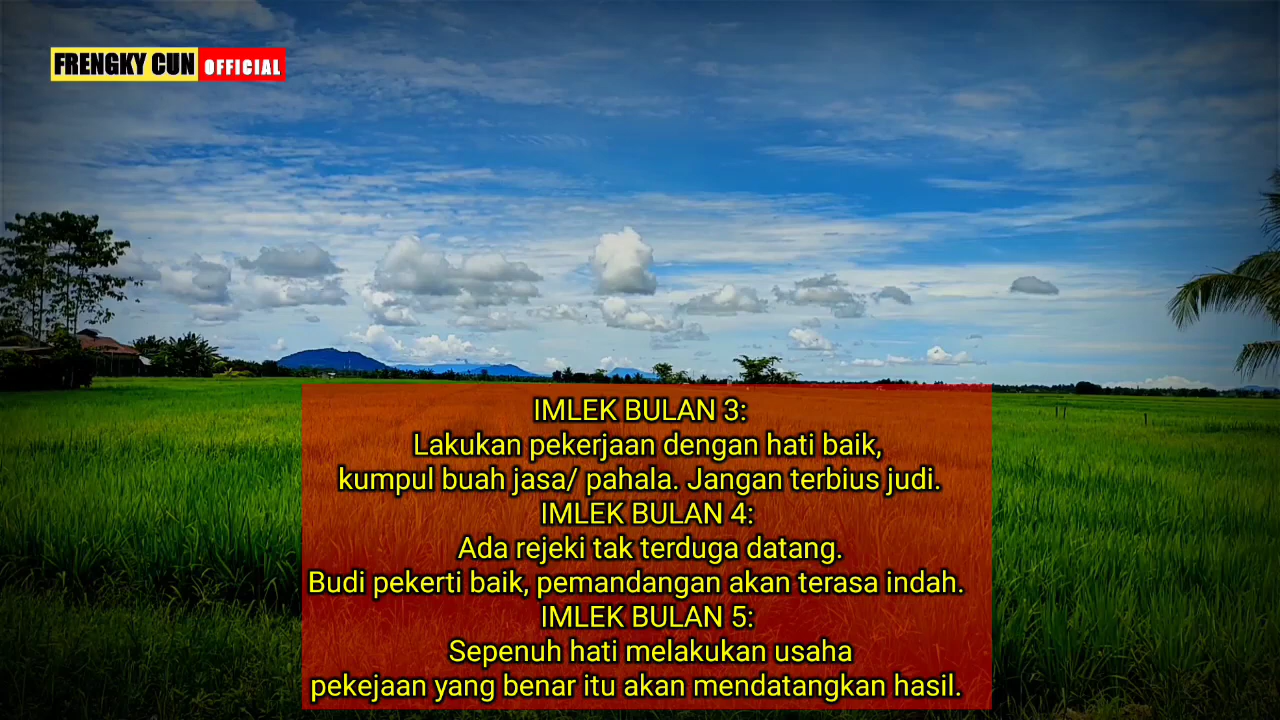 FRENGKY CUN OFFICIAL
IMLEK BULAN 3:
Lakukan pekerjaan dengan hati baik,
kumpul buah jasa/ pahala. Jangan terbius judi.
IMLEK BULAN 4:
Ada rejeki tak terduga datang.
Budi pekerti baik, pemandangan akan terasa indah.
IMLEK BULAN 5:
Sepenuh hati melakukan usaha
pekejaan yang benar itu akan mendatangkan hasil.